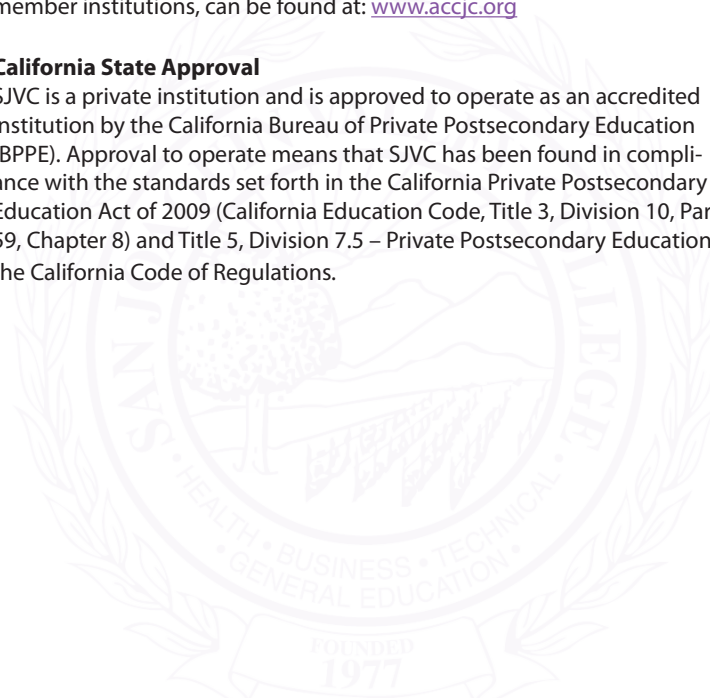 member institutions, can be found at: www.accjc.org
California State Approval
SJVC is a private institution and is approved to operate as an accredited
institution by the California Bureau of Private Postsecondary Education
(BPPE). Approval to operate means that SJVC has been found in compli-
ance with the standards set forth in the California Private Postsecondary
Education Act of 2009 (California Education Code, Title 3, Division 10, Par
59, Chapter 8) and Title 5, Division 7.5 – Private Postsecondary Education
the California Code of Regulations.
SAN JO
LLEGE
· HEALTH · BUSINESS · TECHNICAL ·
· GENERAL EDUCATION ·
FOUNDED
1977